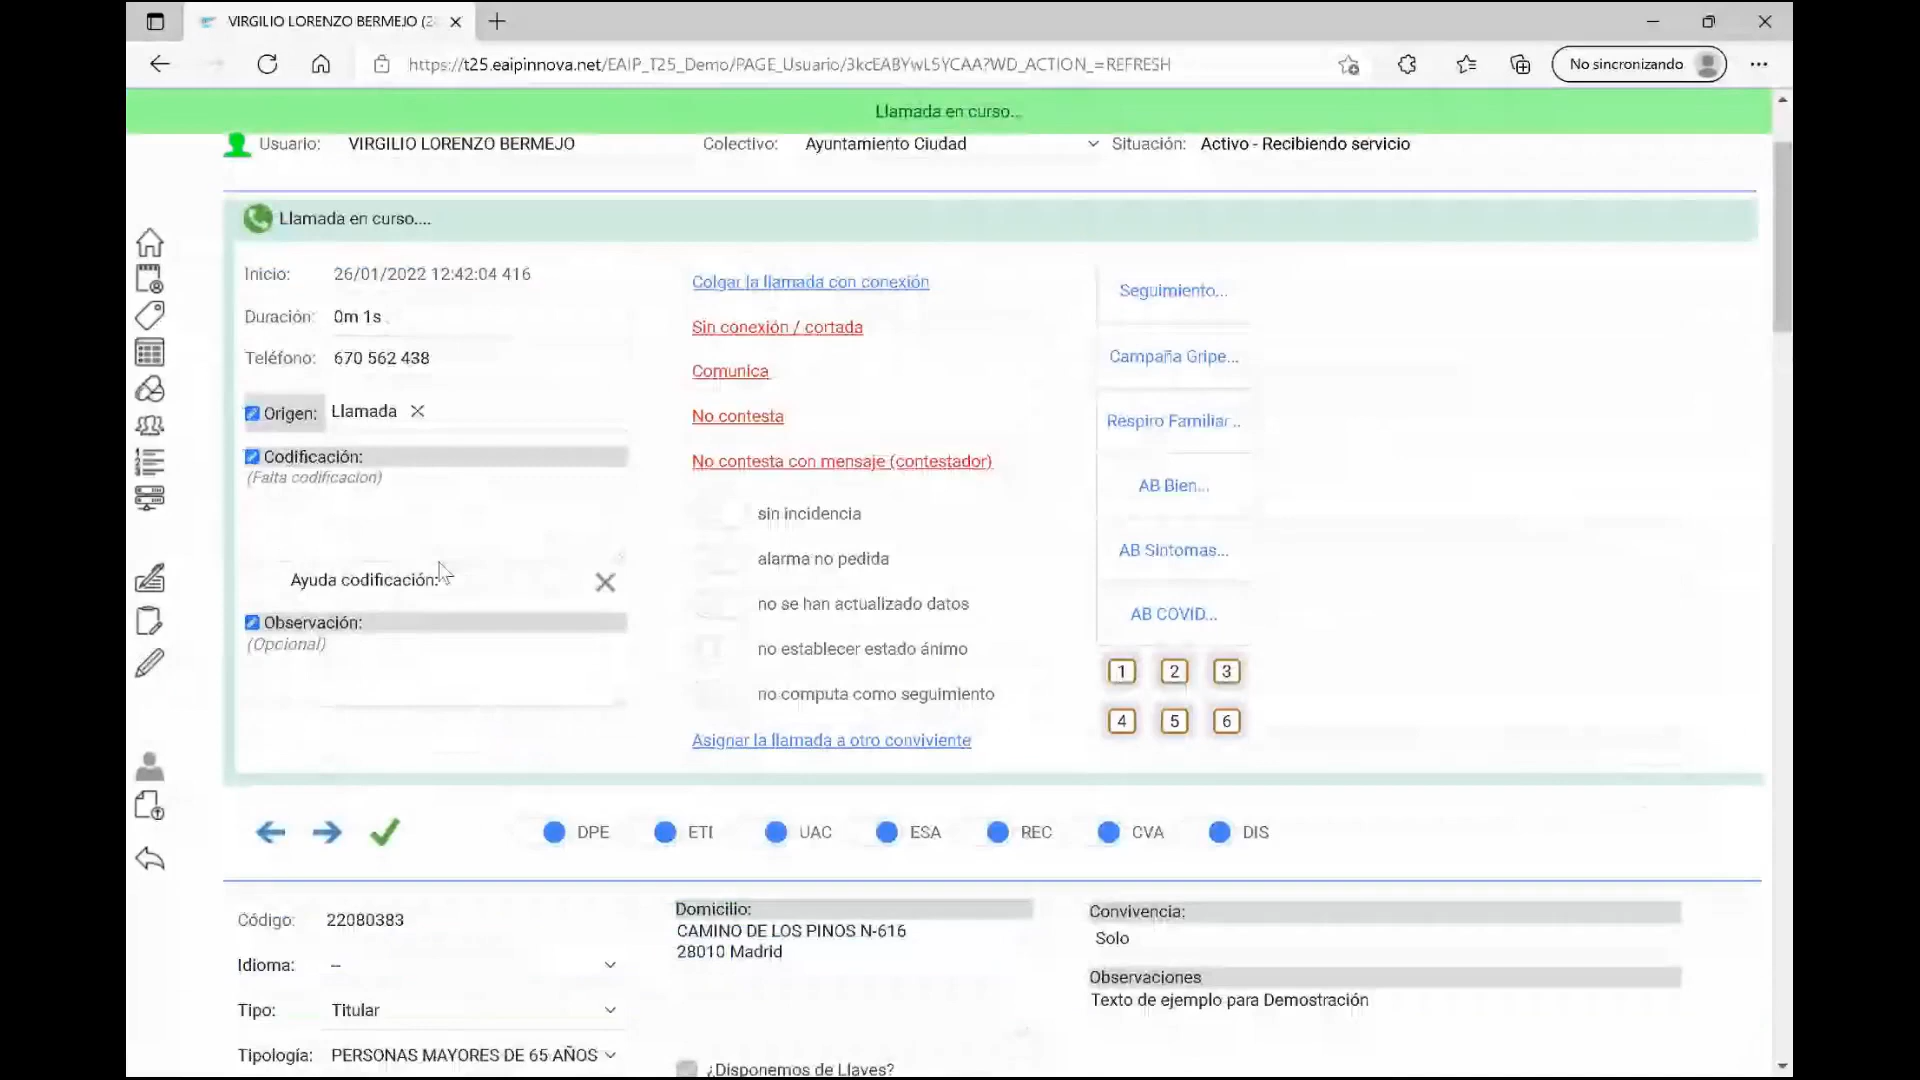 VIRGILIO LORENZO BERMEJO (2
https://t25.eaipinnova.net/EAIP_T25_Demo/PAGE_Usuario/3kcEABYwL5YCAA?WD_ACTION_=REFRESH
No sincronizando
Llamada en curso...
Usuario: VIRGILIO LORENZO BERMEJO Colectivo: Ayuntamiento Ciudad Situación: Activo - Recibiendo servicio
Llamada en curso....
Inicio: 26/01/2022 12:42:04 416
Duración: 0m 1s
Teléfono: 670 562 438
Origen: Llamada
Codificación:
(Falta codificacion)
Ayuda codificación:
Observación:
(Opcional)
Colgar la llamada con conexión
Sin conexión / cortada
Comunica
No contesta
No contesta con mensaje (contestador)
sin incidencia
alarma no pedida
no se han actualizado datos
no establecer estado ánimo
no computa como seguimiento
Asignar la llamada a otro conviviente
Seguimiento...
Campaña Gripe...
Respiro Familiar...
AB Bien...
AB Sintomas...
AB COVID...
1 2 3
4 5 6
DPE ETI UAC ESA REC CVA DIS
Código: 22080383
Idioma: --
Tipo: Titular
Tipología: PERSONAS MAYORES DE 65 AÑOS
Domicilio:
CAMINO DE LOS PINOS N-616
28010 Madrid
¿Disponemos de Llaves?
Convivencia:
Solo
Observaciones
Texto de ejemplo para Demostración